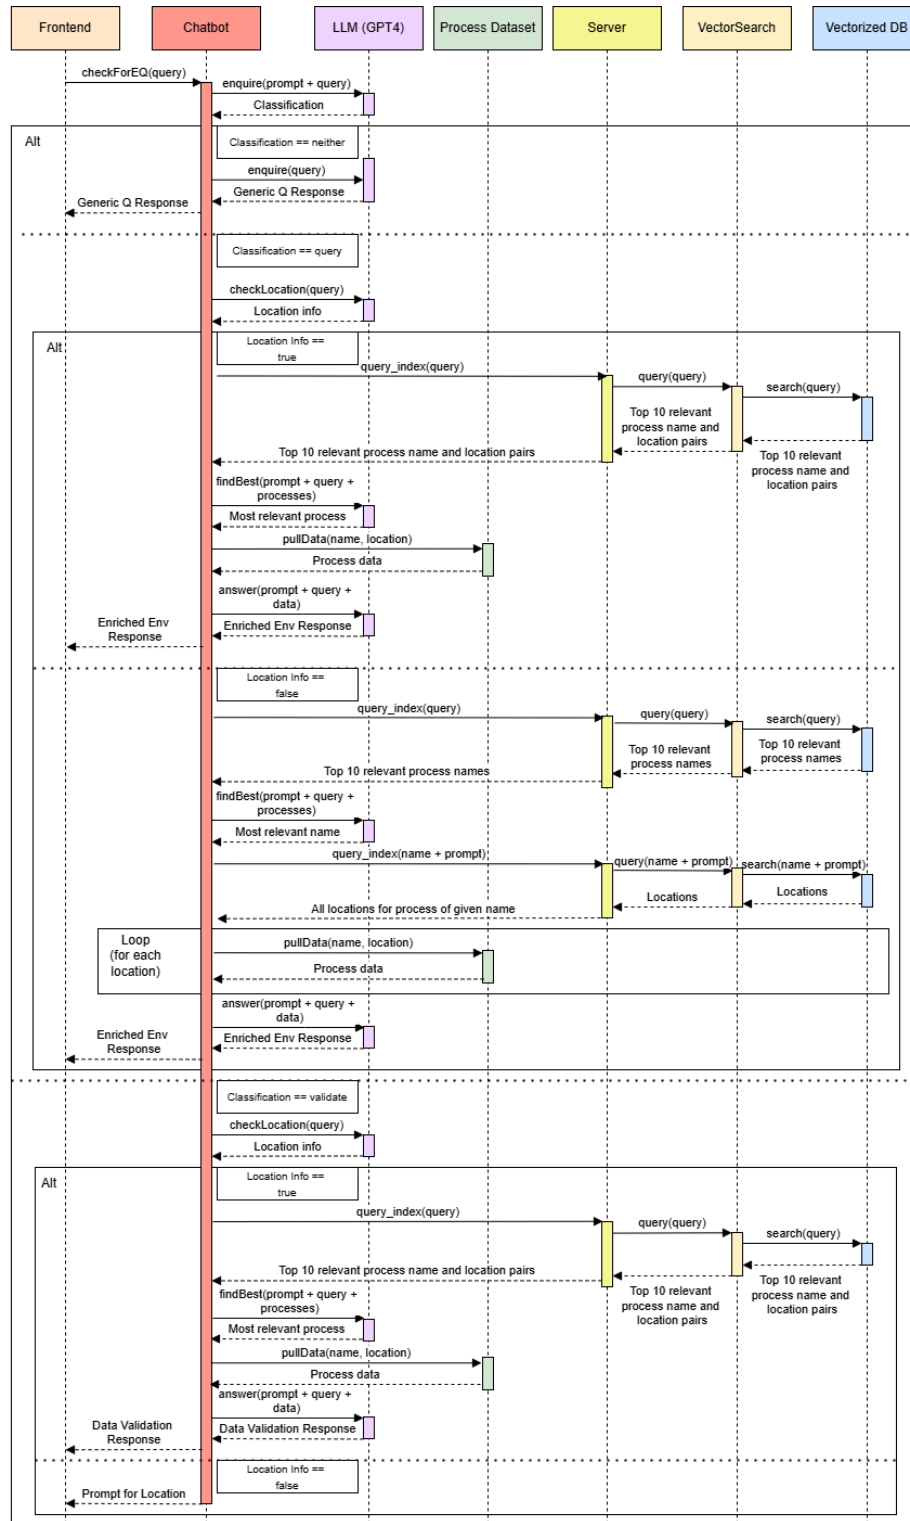 Frontend
Chatbot
LLM (GPT4)
Process Dataset
Server
VectorSearch
Vectorized DB
checkForEQ(query)
enquire(prompt + query)
Classification
Alt
Classification == neither
enquire(query)
Generic Q Response
Generic Q Response
Classification == query
checkLocation(query)
Location info
Alt
Location Info ==
true
query_index(query)
query(query)
search(query)
Top 10 relevant
process name and
location pairs
Top 10 relevant
process name and
location pairs
Top 10 relevant process name and location pairs
findBest(prompt + query +
processes)
Most relevant process
pullData(name, location)
Process data
answer(prompt + query +
data)
Enriched Env Response
Enriched Env
Response
Location Info ==
false
query_index(query)
query(query)
search(query)
Top 10 relevant
process names
Top 10 relevant
process names
Top 10 relevant process names
findBest(prompt + query +
processes)
Most relevant name
query_index(name + prompt)
query(name + prompt)
search(name + prompt)
Locations
Locations
All locations for process of given name
Loop
(for each
location)
pullData(name, location)
Process data
answer(prompt + query +
data)
Enriched Env Response
Enriched Env
Response
Classification == validate
checkLocation(query)
Location info
Alt
Location Info ==
true
query_index(query)
query(query)
search(query)
Top 10 relevant process name and location pairs
Top 10 relevant
process name and
location pairs
Top 10 relevant
process name and
location pairs
findBest(prompt + query +
processes)
Most relevant process
pullData(name, location)
Process data
answer(prompt + query +
data)
Data Validation Response
Data Validation
Response
Location Info ==
false
Prompt for Location